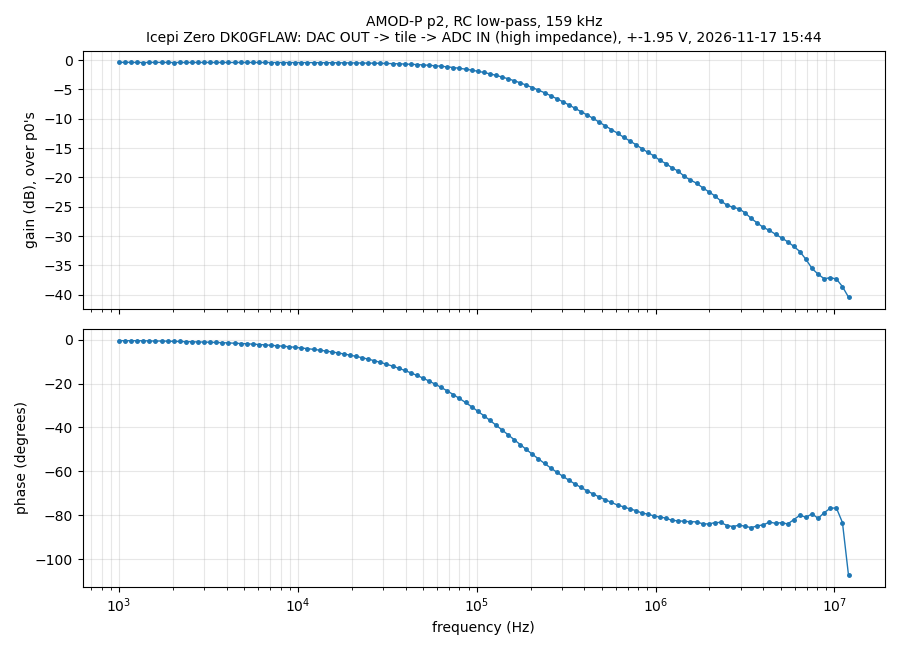 AMOD-P p2, RC low-pass, 159 kHz
Icepi Zero DK0GFLAW: DAC OUT -> tile -> ADC IN (high impedance), +-1.95 V, 2026-11-17 15:44
gain (dB), over p0's
0
−5
−10
−15
−20
−25
−30
−35
−40
phase (degrees)
0
−20
−40
−60
−80
−100
10³ 10⁴ 10⁵ 10⁶ 10⁷
frequency (Hz)